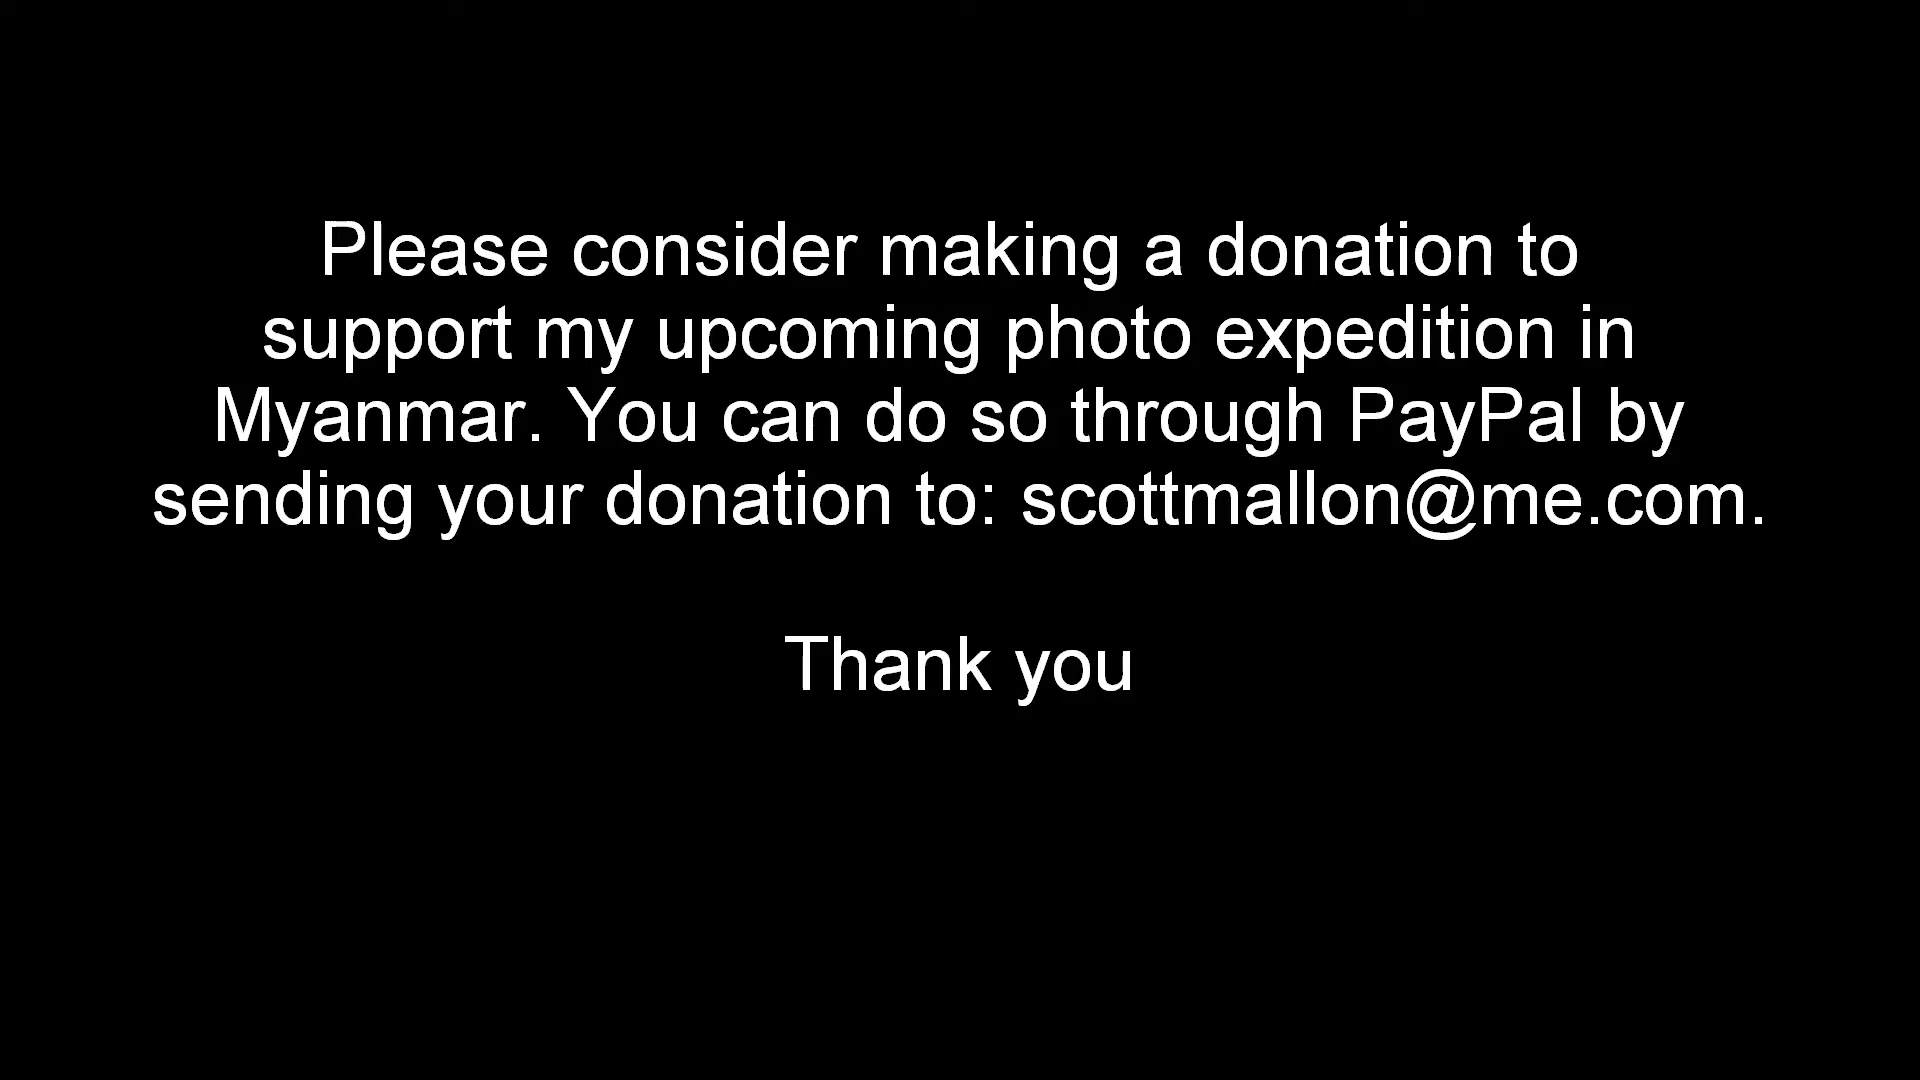 Please consider making a donation to
support my upcoming photo expedition in
Myanmar. You can do so through PayPal by
sending your donation to: scottmallon@me.com.
Thank you